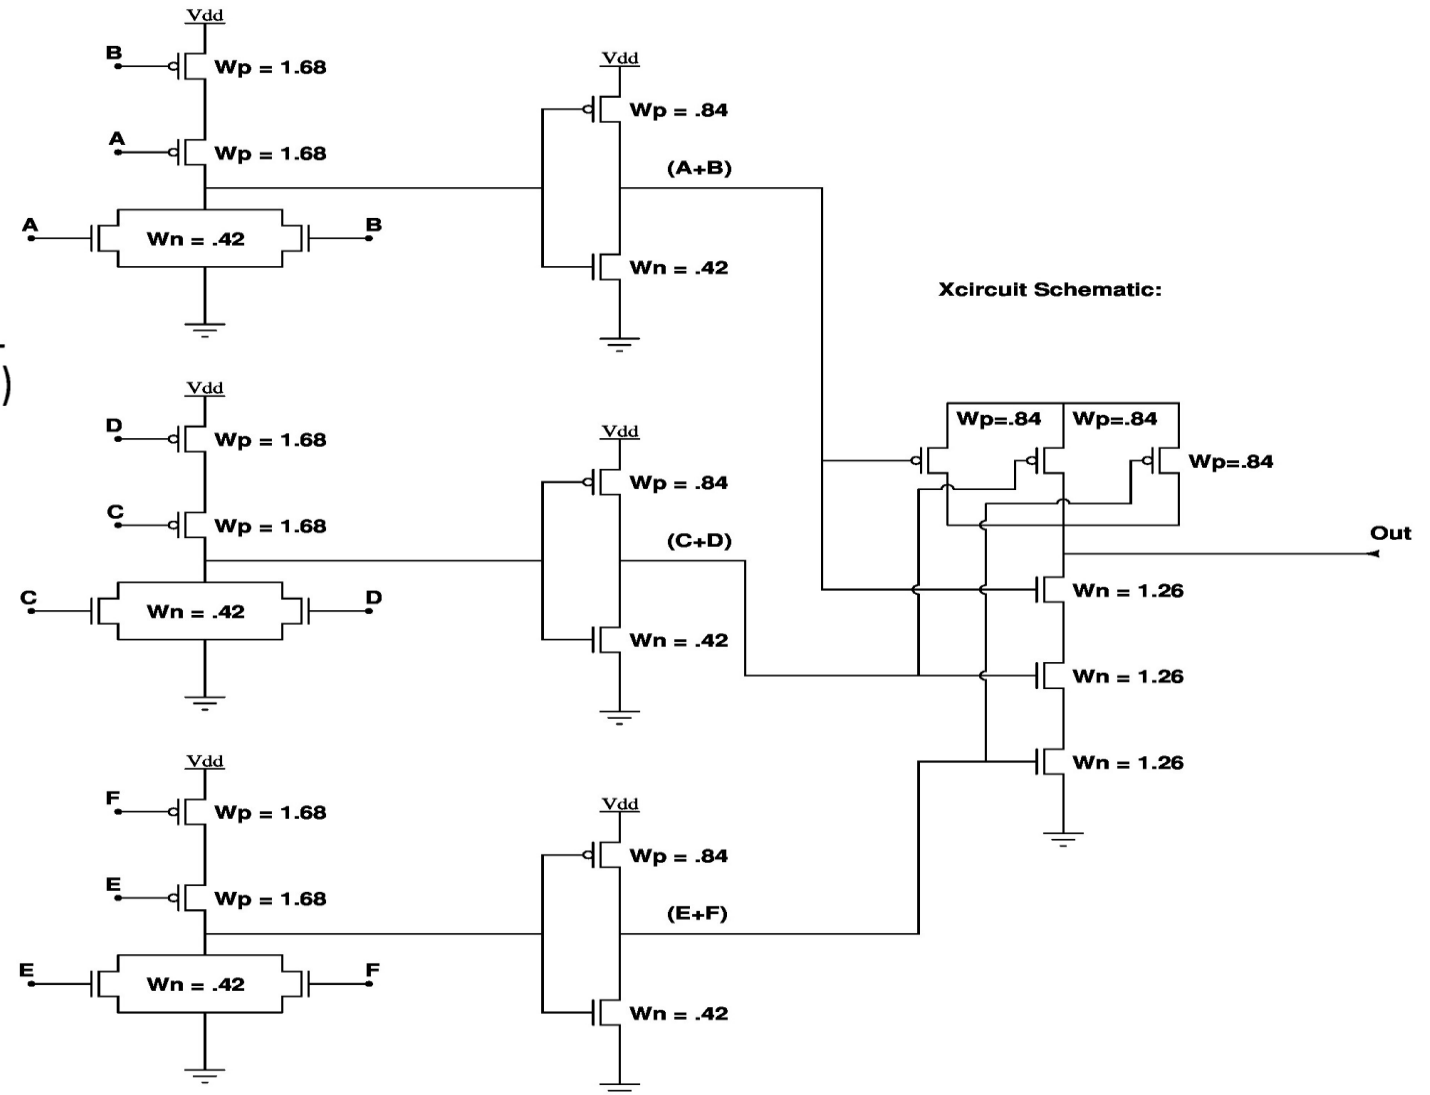 Vdd
B
Wp = 1.68
A
Wp = 1.68
A
Wn = .42
B
Vdd
Wp = .84
(A+B)
Wn = .42
Xcircuit Schematic:
)
Vdd
D
Wp = 1.68
C
Wp = 1.68
C
Wn = .42
D
Vdd
Wp = .84
(C+D)
Wn = .42
Wp=.84
Wp=.84
Wp=.84
Out
Wn = 1.26
Wn = 1.26
Wn = 1.26
Vdd
F
Wp = 1.68
E
Wp = 1.68
E
Wn = .42
F
Vdd
Wp = .84
(E+F)
Wn = .42